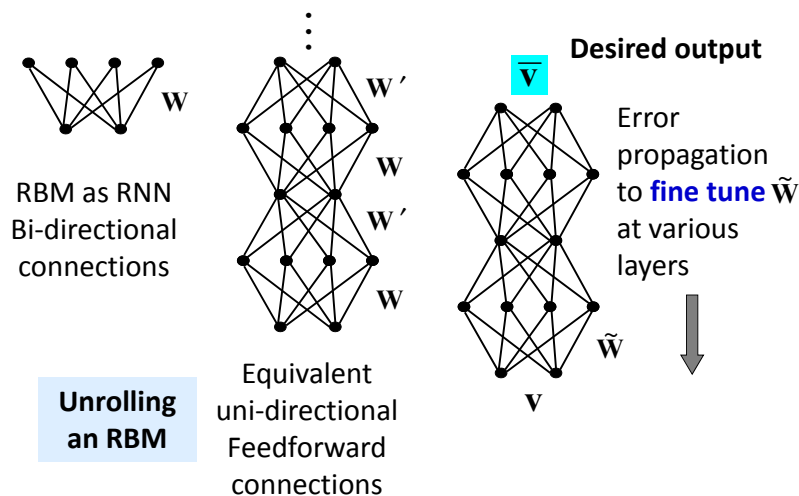 W
RBM as RNN
Bi-directional
connections
Unrolling
an RBM
⋮
W′
W
W′
W
Equivalent
uni-directional
Feedforward
connections
v̅
Desired output
Error
propagation
to fine tune W̃
at various
layers
W̃
v